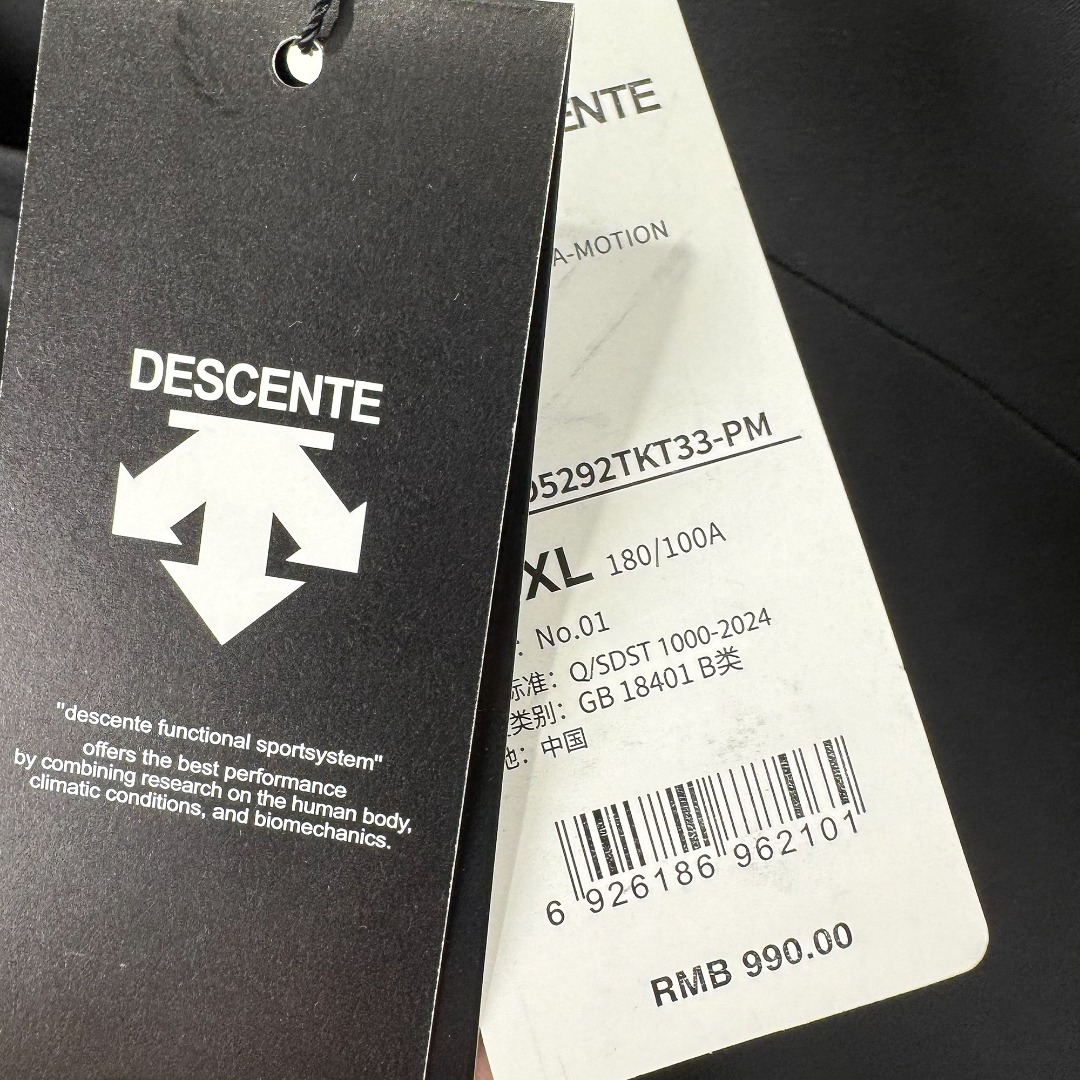 DESCENTE
"descente functional sportsystem"
offers the best performance
by combining research on the human body,
climatic conditions, and biomechanics.
ENTE
A-MOTION
5292TKT33-PM
XL 180/100A
: No.01
标准: Q/SDST 1000-2024
类别: GB 18401 B类
地: 中国
6 926186 962101
RMB 990.00